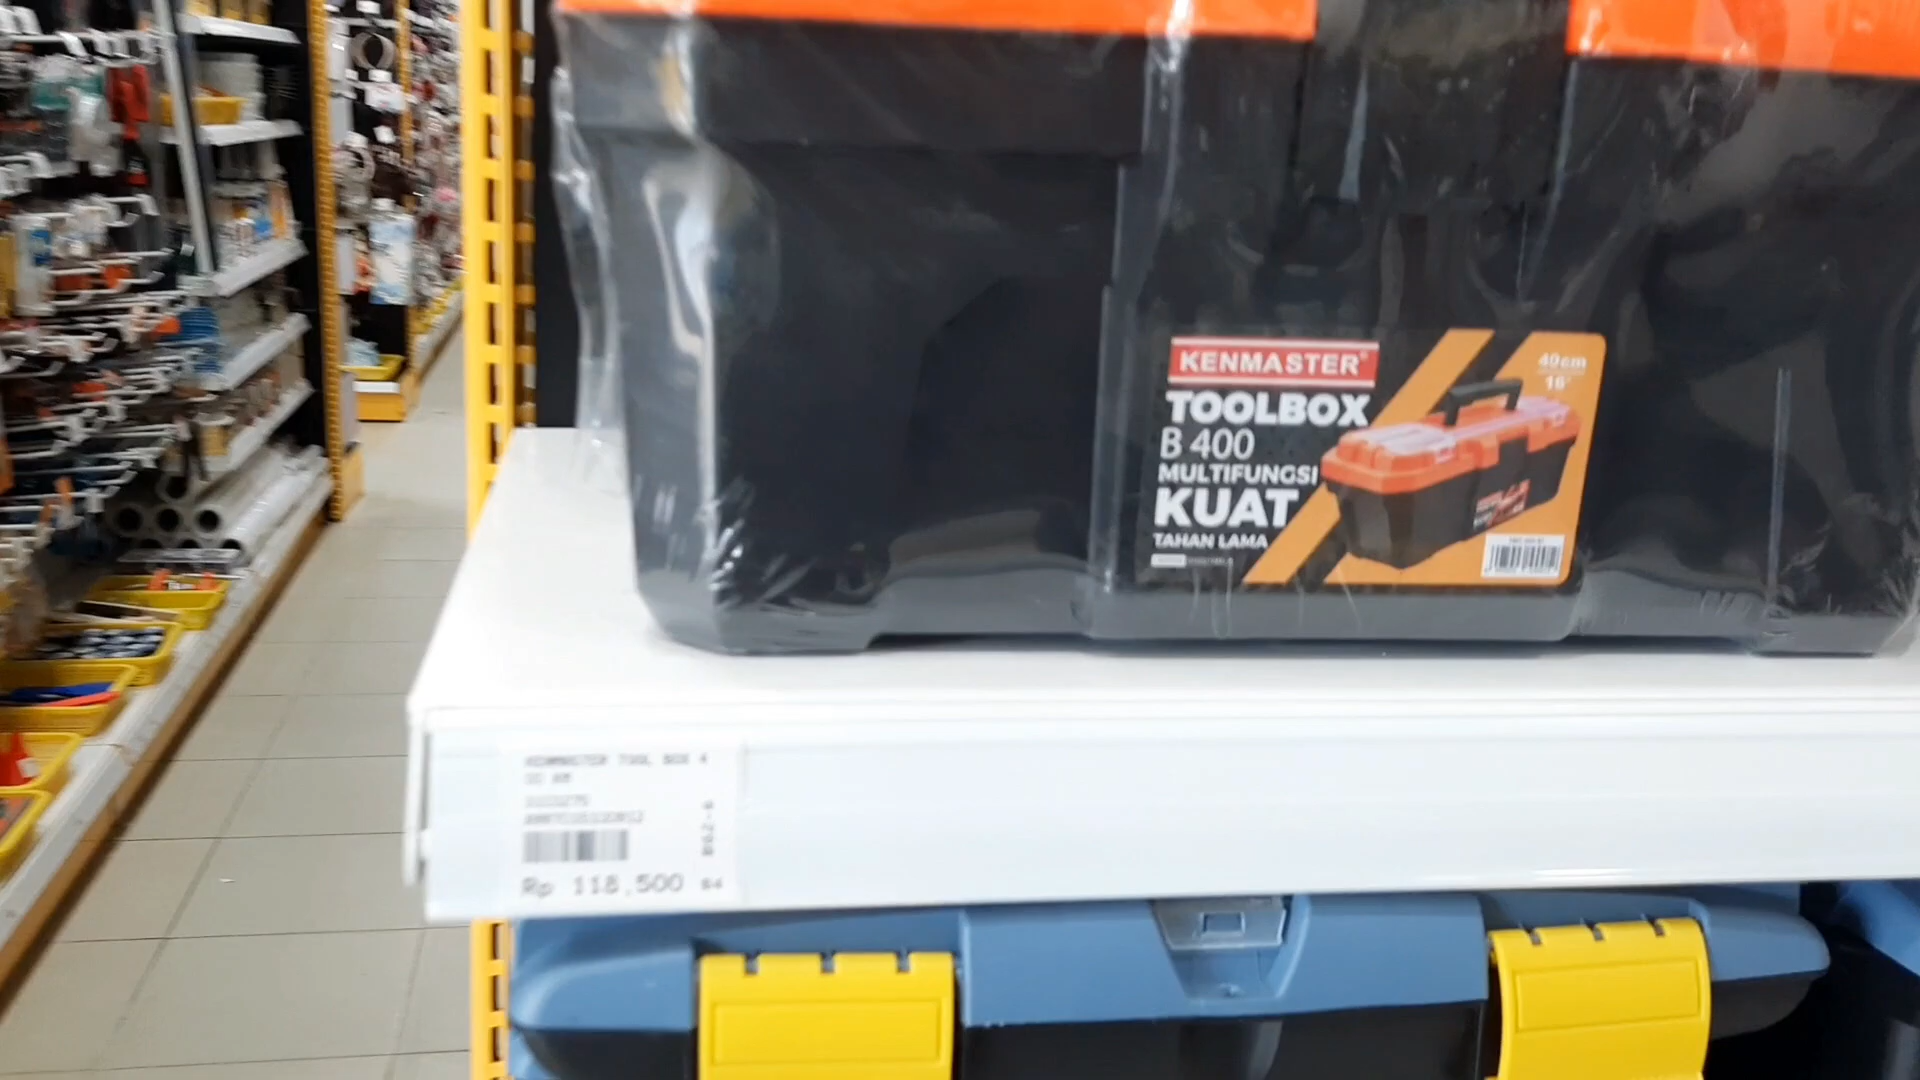 KENMASTER®
TOOLBOX
B 400
MULTIFUNGSI
KUAT
TAHAN LAMA
40cm
16"
KENMASTER TOOL BOX 4
Rp 118,500